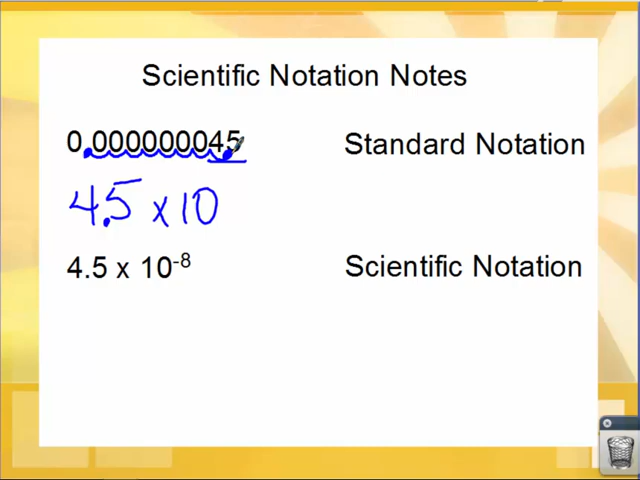 Scientific Notation Notes
0.000000045 Standard Notation
4.5 x 10
4.5 x 10⁻⁸ Scientific Notation